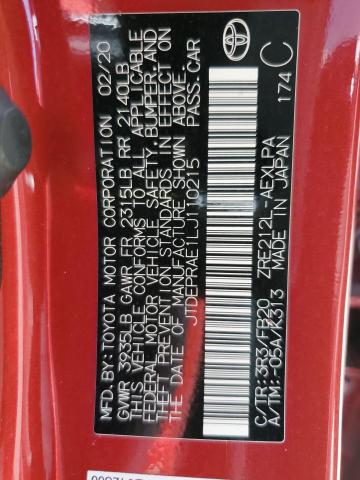 MFD.BY:TOYOTA MOTOR CORPORATION 02/20
GVWR 3935LB GAWR FR 2315LB RR 2140LB
THIS VEHICLE CONFORMS TO ALL APPLICABLE
FEDERAL MOTOR VEHICLE SAFETY, BUMPER, AND
THEFT PREVENTION STANDARDS IN EFFECT ON
THE DATE OF MANUFACTURE SHOWN ABOVE.
JTDEPRAE1LJ110215 PASS.CAR
C/TR:3R3/FB20 ZRE212L-AEXLPA
A/TM:-05A/K313 MADE IN JAPAN
174 C
TOYOTA